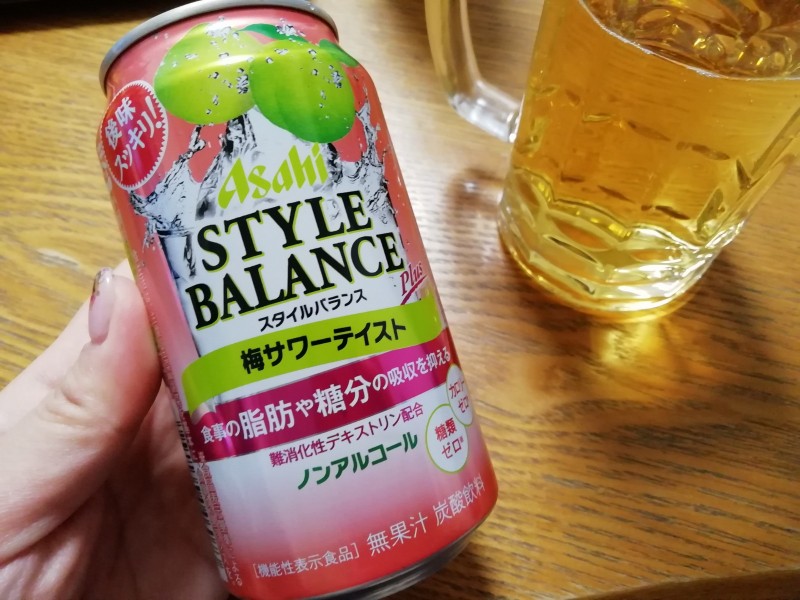 後味
スッキリ!
Asahi
STYLE
BALANCE
Plus
スタイルバランス
梅サワーテイスト
食事の脂肪や糖分の吸収を抑える
難消化性デキストリン配合
カロリー
ゼロ
糖類
ゼロ※
ノンアルコール
[機能性表示食品] 無果汁 炭酸飲料